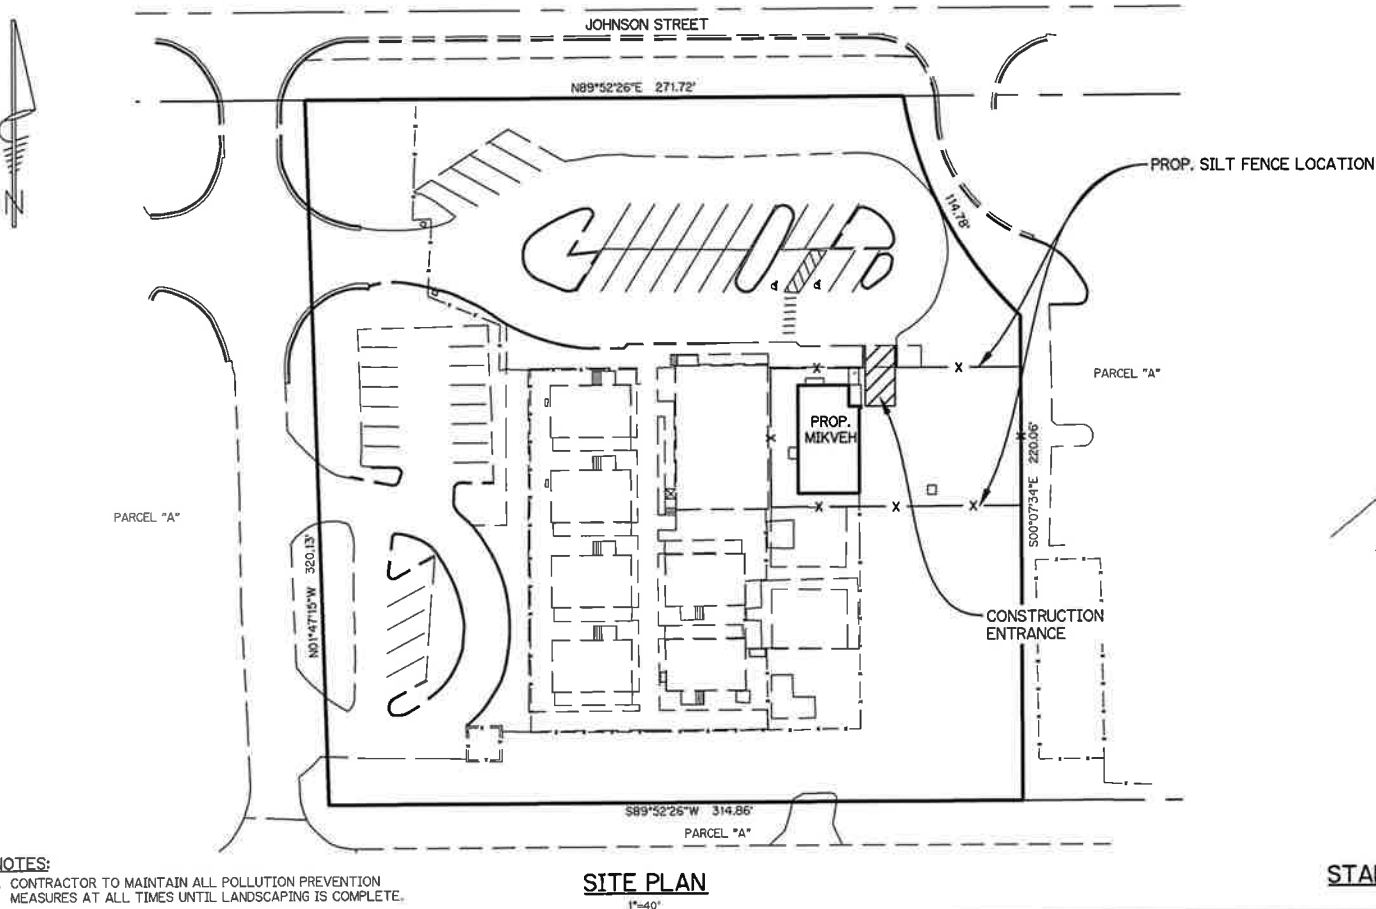 JOHNSON STREET
N89°52'26"E 271.72'
N
114.78'
PROP. SILT FENCE LOCATION
PARCEL "A"
PROP.
MIKVEH
S00°07'34"E 220.06'
PARCEL "A"
N01°47'15"W 320.13'
CONSTRUCTION
ENTRANCE
S89°52'26"W 314.86'
PARCEL "A"
NOTES:
CONTRACTOR TO MAINTAIN ALL POLLUTION PREVENTION
MEASURES AT ALL TIMES UNTIL LANDSCAPING IS COMPLETE.
SITE PLAN
1"=40'